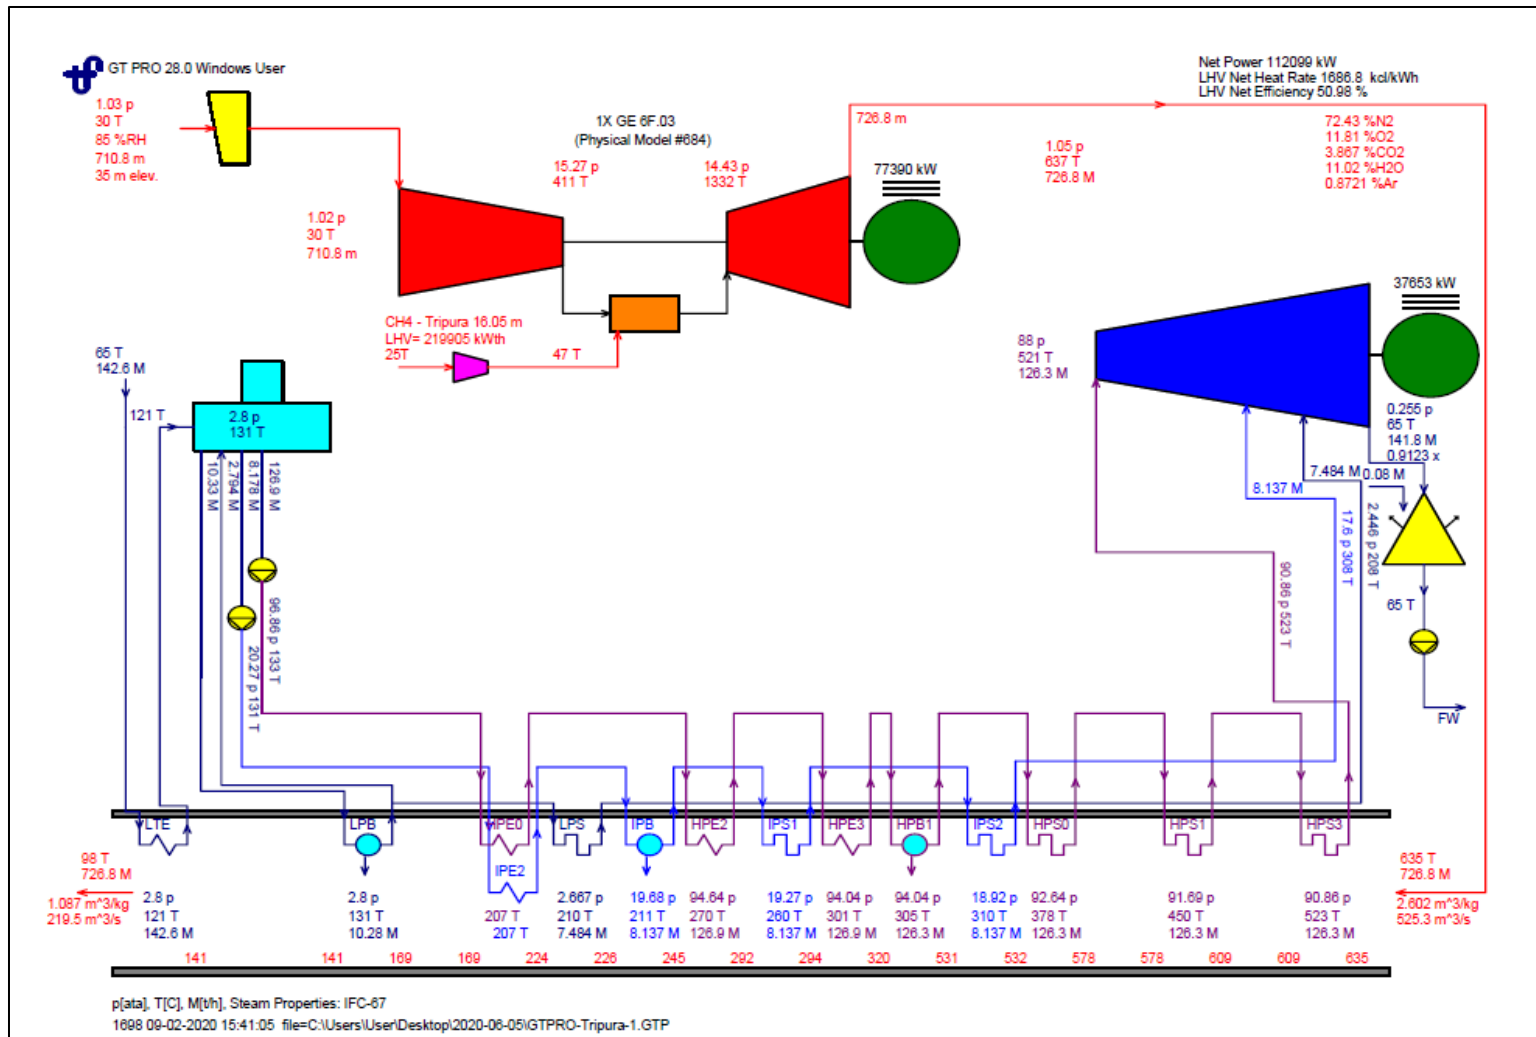 GT PRO 28.0 Windows User
Net Power 112099 kW
LHV Net Heat Rate 1686.8 kcl/kWh
LHV Net Efficiency 50.98 %
1.03 p
30 T
85 %RH
710.8 m
35 m elev.
1X GE 6F.03
(Physical Model #684)
1.02 p
30 T
710.8 m
15.27 p
411 T
14.43 p
1332 T
726.8 m
77390 kW
1.05 p
637 T
726.8 M
72.43 %N2
11.81 %O2
3.867 %CO2
11.02 %H2O
0.8721 %Ar
CH4 - Tripura 16.05 m
LHV= 219905 kWth
25T
47 T
88 p
521 T
126.3 M
37653 kW
65 T
142.6 M
121 T
2.8 p
131 T
10.33 M
2.794 M
8.178 M
126.9 M
96.86 p 133 T
20.27 p 131 T
0.255 p
65 T
141.8 M
0.9123 x
7.484 M
0.08 M
8.137 M
17.6 p 308 T
2.446 p 208 T
90.86 p 523 T
65 T
FW
LTE
LPB
HPE0
IPE2
LPS
IPB
HPE2
IPS1
HPE3
HPB1
IPS2
HPS0
HPS1
HPS3
98 T
726.8 M
1.087 m^3/kg
219.5 m^3/s
635 T
726.8 M
2.602 m^3/kg
525.3 m^3/s
2.8 p
121 T
142.6 M
2.8 p
131 T
10.28 M
207 T
207 T
2.667 p
210 T
7.484 M
19.68 p
211 T
8.137 M
94.64 p
270 T
126.9 M
19.27 p
260 T
8.137 M
94.04 p
301 T
126.9 M
94.04 p
305 T
126.3 M
18.92 p
310 T
8.137 M
92.64 p
378 T
126.3 M
91.69 p
450 T
126.3 M
90.86 p
523 T
126.3 M
141 141 169 169 224 226 245 292 294 320 531 532 578 578 609 609 635
p[ata], T[C], M[t/h], Steam Properties: IFC-67
1698 09-02-2020 15:41:05 file=C:\Users\User\Desktop\2020-06-05\GTPRO-Tripura-1.GTP